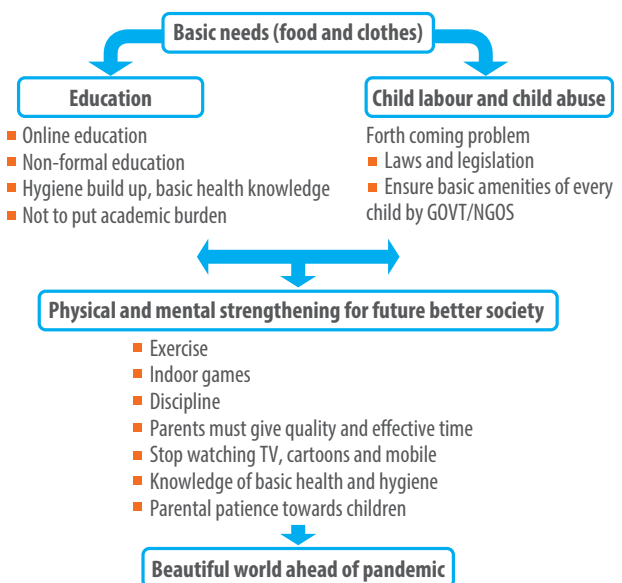 Basic needs (food and clothes)
Education
Online education
Non-formal education
Hygiene build up, basic health knowledge
Not to put academic burden
Child labour and child abuse
Forth coming problem
Laws and legislation
Ensure basic amenities of every
child by GOVT/NGOS
Physical and mental strengthening for future better society
Exercise
Indoor games
Discipline
Parents must give quality and effective time
Stop watching TV, cartoons and mobile
Knowledge of basic health and hygiene
Parental patience towards children
Beautiful world ahead of pandemic